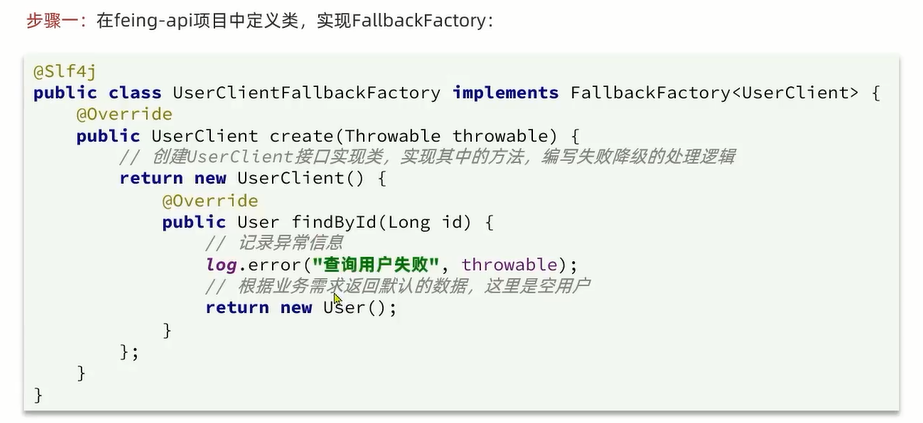 步骤一：在feing-api项目中定义类，实现FallbackFactory：
@Slf4j
public class UserClientFallbackFactory implements FallbackFactory<UserClient> {
    @Override
    public UserClient create(Throwable throwable) {
        // 创建UserClient接口实现类，实现其中的方法，编写失败降级的处理逻辑
        return new UserClient() {
            @Override
            public User findById(Long id) {
                // 记录异常信息
                log.error("查询用户失败", throwable);
                // 根据业务需求返回默认的数据，这里是空用户
                return new User();
            }
        };
    }
}